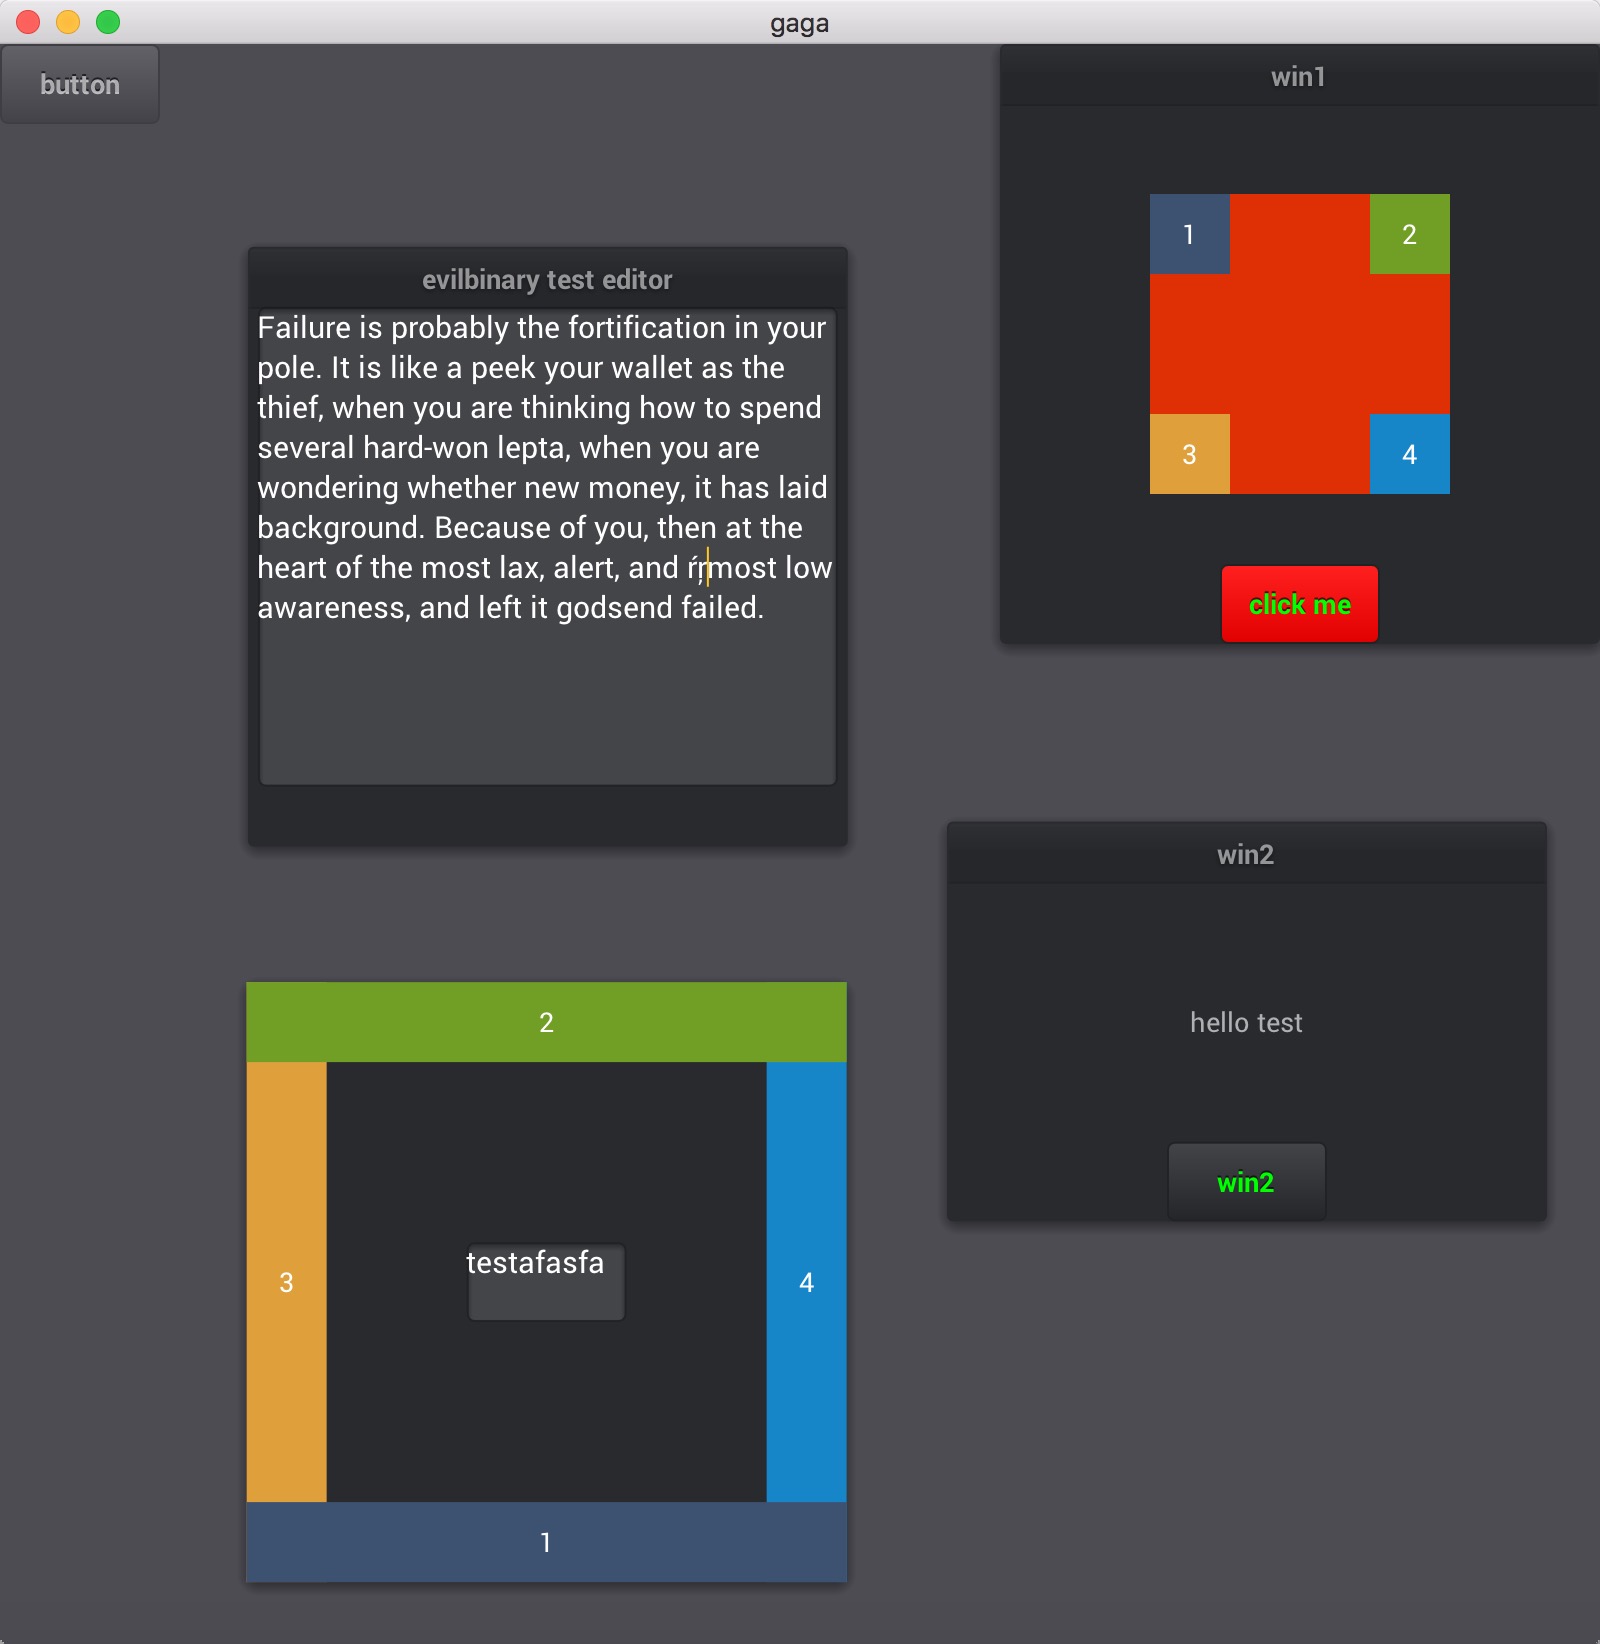 gaga
button
win1
1
2
3
4
click me
evilbinary test editor
Failure is probably the fortification in your
pole. It is like a peek your wallet as the
thief, when you are thinking how to spend
several hard-won lepta, when you are
wondering whether new money, it has laid
background. Because of you, then at the
heart of the most lax, alert, and ŕŗmost low
awareness, and left it godsend failed.
win2
hello test
win2
2
3
testafasfa
4
1